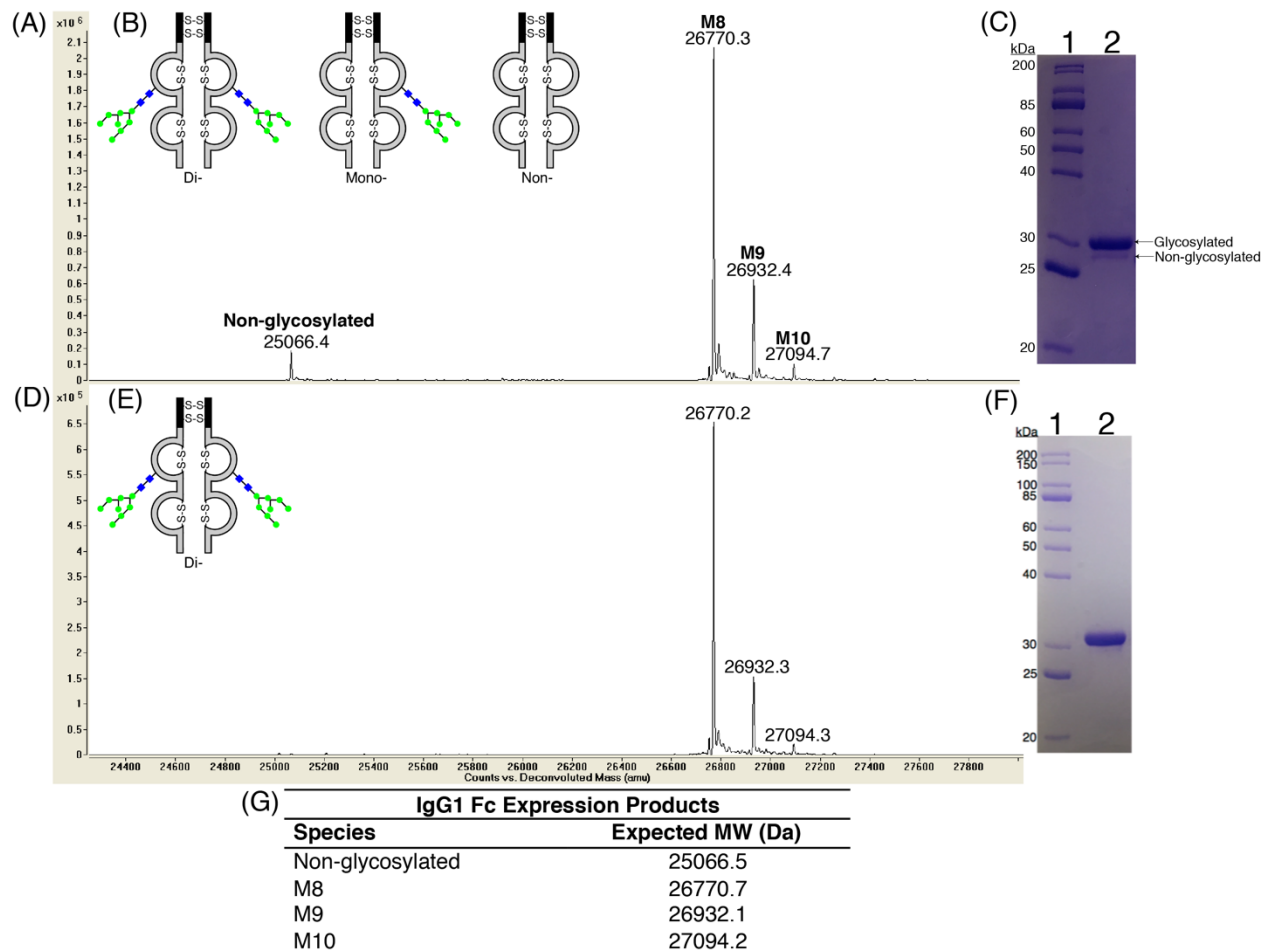 (A)
x10 6
2.1
2
1.9
1.8
1.7
1.6
1.5
1.4
1.3
1.2
1.1
1
0.9
0.8
0.7
0.6
0.5
0.4
0.3
0.2
0.1
0
(B)
S-S
S-S
S-S
S-S
S-S
S-S
Di-
S-S
S-S
S-S
S-S
S-S
S-S
Mono-
S-S
S-S
S-S
S-S
S-S
S-S
Non-
Non-glycosylated
25066.4
M8
26770.3
M9
26932.4
M10
27094.7
(C)
kDa 1 2
200
85
60
50
40
30
25
20
Glycosylated
Non-glycosylated
(D)
x10 5
6.5
6
5.5
5
4.5
4
3.5
3
2.5
2
1.5
1
0.5
0
(E)
S-S
S-S
S-S
S-S
S-S
S-S
Di-
26770.2
26932.3
27094.3
24400 24600 24800 25000 25200 25400 25600 25800 26000 26200 26400 26600 26800 27000 27200 27400 27600 27800
Counts vs. Deconvoluted Mass (amu)
(F)
kDa 1 2
200
150
100
85
60
50
40
30
25
20
(G)
IgG1 Fc Expression Products
Species Expected MW (Da)
Non-glycosylated 25066.5
M8 26770.7
M9 26932.1
M10 27094.2